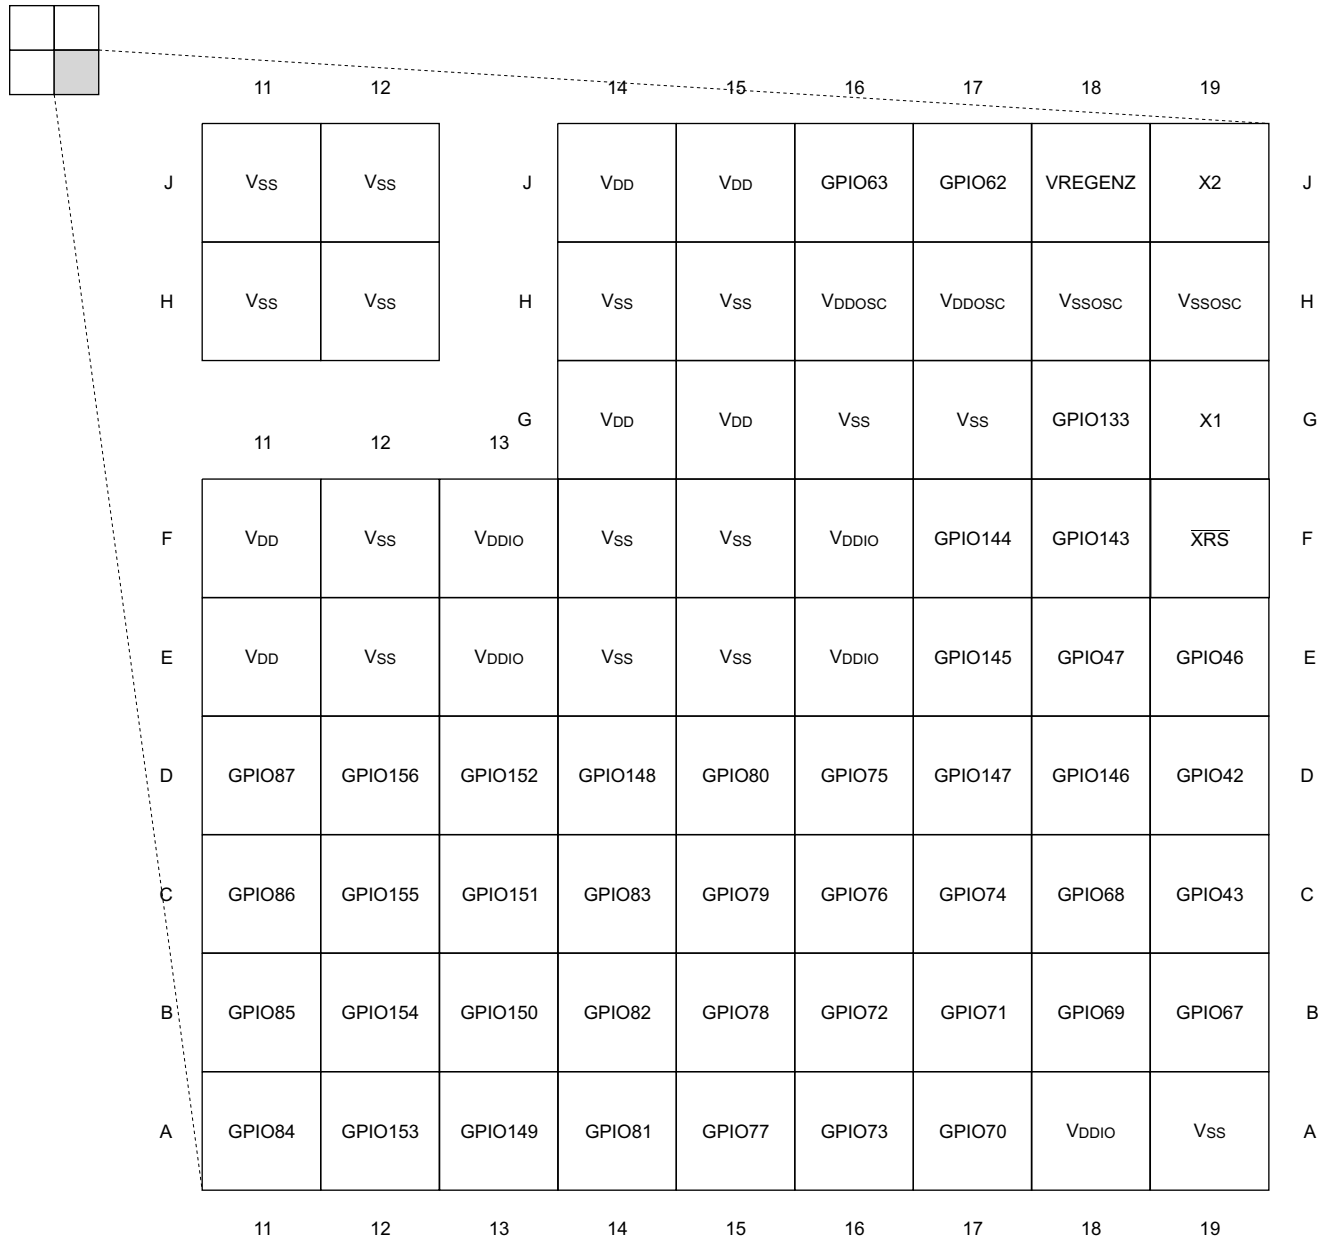 11 12 14 15 16 17 18 19
J VSS VSS J VDD VDD GPIO63 GPIO62 VREGENZ X2 J
H VSS VSS H VSS VSS VDDOSC VDDOSC VSSOSC VSSOSC H
G VDD VDD VSS VSS GPIO133 X1 G
11 12 13
F VDD VSS VDDIO VSS VSS VDDIO GPIO144 GPIO143 XRS F
E VDD VSS VDDIO VSS VSS VDDIO GPIO145 GPIO47 GPIO46 E
D GPIO87 GPIO156 GPIO152 GPIO148 GPIO80 GPIO75 GPIO147 GPIO146 GPIO42 D
C GPIO86 GPIO155 GPIO151 GPIO83 GPIO79 GPIO76 GPIO74 GPIO68 GPIO43 C
B GPIO85 GPIO154 GPIO150 GPIO82 GPIO78 GPIO72 GPIO71 GPIO69 GPIO67 B
A GPIO84 GPIO153 GPIO149 GPIO81 GPIO77 GPIO73 GPIO70 VDDIO VSS A
11 12 13 14 15 16 17 18 19